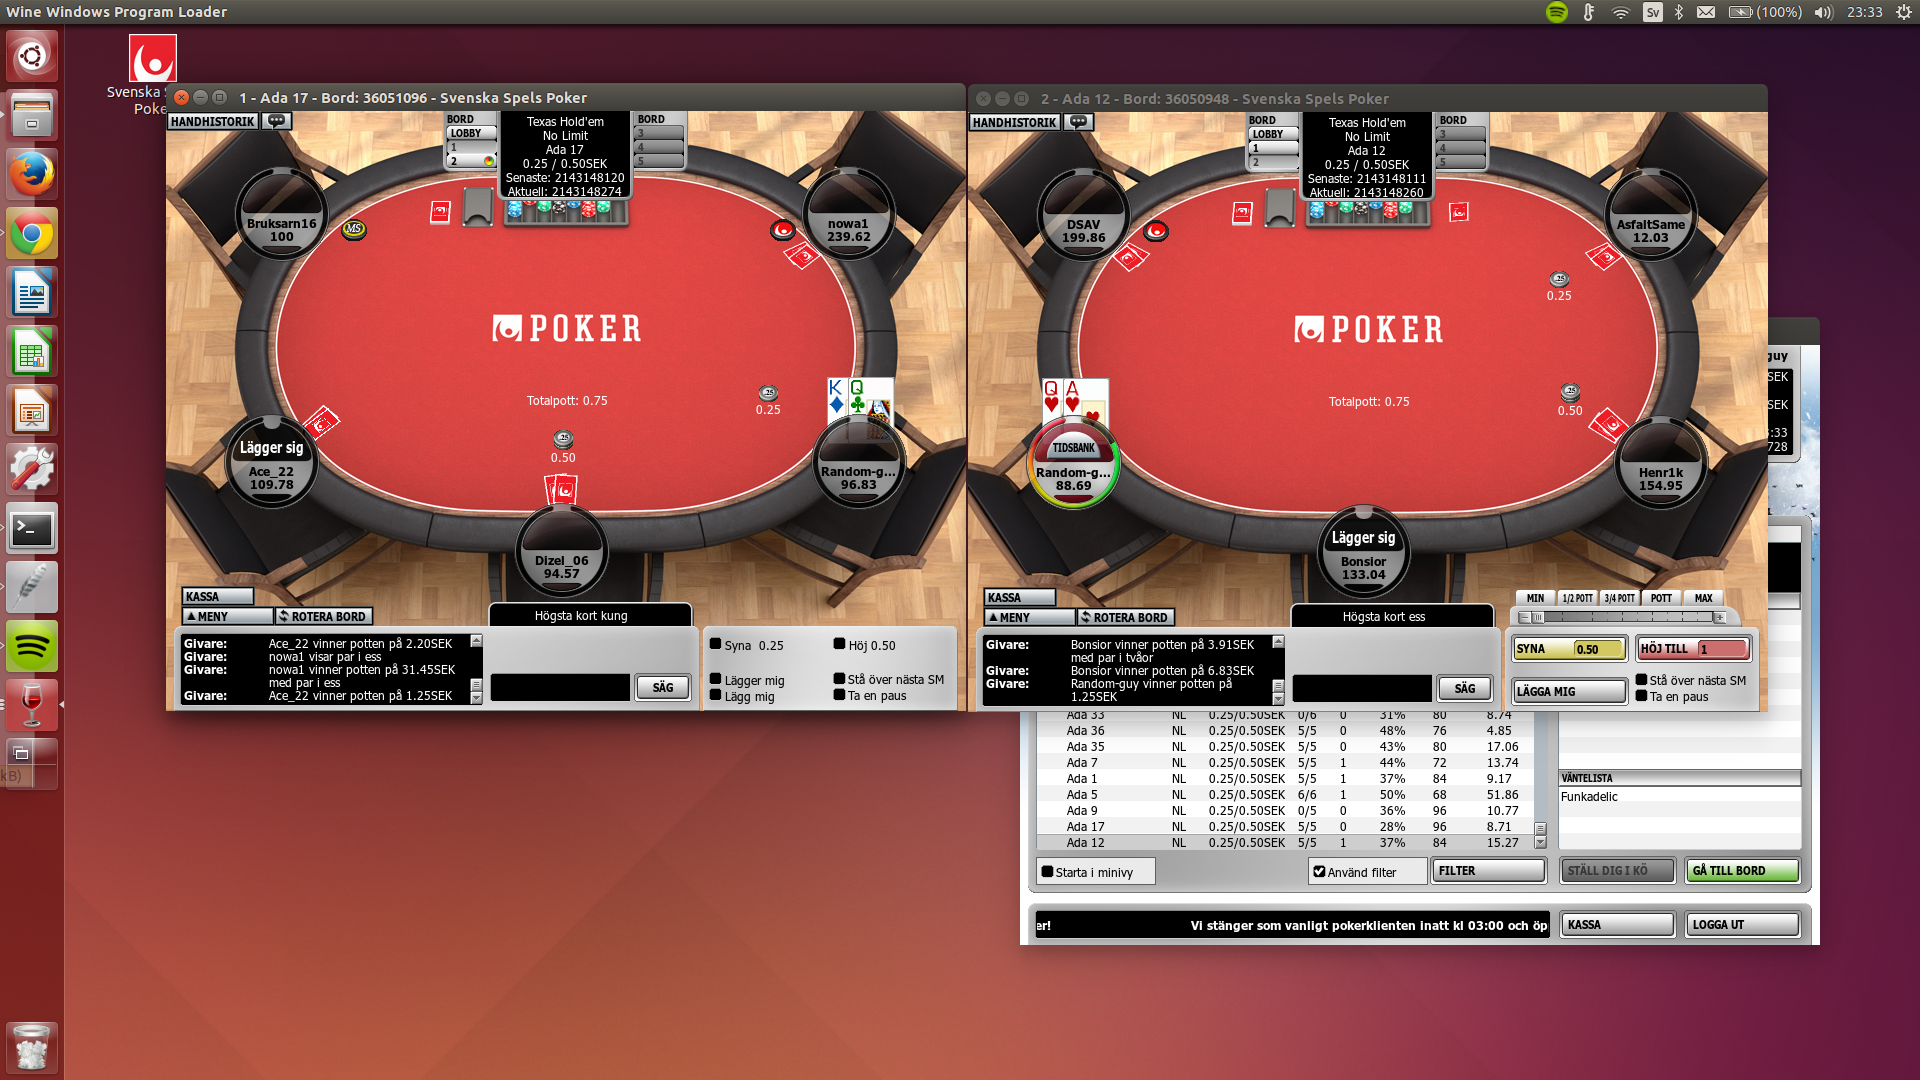 Wine Windows Program Loader
Sv
(100%)
23:33
Svenska S
Poke
kB)
1 - Ada 17 - Bord: 36051096 - Svenska Spels Poker
HANDHISTORIK
BORD
LOBBY
1
2
Texas Hold'em
No Limit
Ada 17
0.25 / 0.50SEK
Senaste: 2143148120
Aktuell: 2143148274
BORD
3
4
5
Bruksarn16
100
MS
nowa1
239.62
POKER
Totalpott: 0.75
.25
0.25
K Q
Lägger sig
Ace_22
109.78
.25
0.50
Random-g...
96.83
Dizel_06
94.57
KASSA
MENY
ROTERA BORD
Högsta kort kung
Givare: Ace_22 vinner potten på 2.20SEK
Givare: nowa1 visar par i ess
Givare: nowa1 vinner potten på 31.45SEK
med par i ess
Givare: Ace_22 vinner potten på 1.25SEK
SÄG
Syna 0.25
Höj 0.50
Lägger mig
Stå över nästa SM
Lägg mig
Ta en paus
2 - Ada 12 - Bord: 36050948 - Svenska Spels Poker
HANDHISTORIK
BORD
LOBBY
1
2
Texas Hold'em
No Limit
Ada 12
0.25 / 0.50SEK
Senaste: 2143148111
Aktuell: 2143148260
BORD
3
4
5
DSAV
199.86
AsfaltSame
12.03
.25
0.25
POKER
Totalpott: 0.75
.25
0.50
Q A
TIDSBANK
Random-g...
88.69
Henr1k
154.95
Lägger sig
Bonsior
133.04
KASSA
MENY
ROTERA BORD
Högsta kort ess
Givare: Bonsior vinner potten på 3.91SEK
med par i tvåor
Givare: Bonsior vinner potten på 6.83SEK
Givare: Random-guy vinner potten på
1.25SEK
SÄG
MIN 1/2 POTT 3/4 POTT POTT MAX
SYNA 0.50
HÖJ TILL 1
LÄGGA MIG
Stå över nästa SM
Ta en paus
guy
SEK
SEK
:33
728
Ada 33 NL 0.25/0.50SEK 0/6 0 31% 80 8.74
Ada 36 NL 0.25/0.50SEK 5/5 0 48% 76 4.85
Ada 35 NL 0.25/0.50SEK 5/5 0 43% 80 17.06
Ada 7 NL 0.25/0.50SEK 5/5 1 44% 72 13.74
Ada 1 NL 0.25/0.50SEK 5/5 1 37% 84 9.17
Ada 5 NL 0.25/0.50SEK 6/6 1 50% 68 51.86
Ada 9 NL 0.25/0.50SEK 0/5 0 36% 96 10.77
Ada 17 NL 0.25/0.50SEK 5/5 0 28% 96 8.71
Ada 12 NL 0.25/0.50SEK 5/5 1 37% 84 15.27
VÄNTELISTA
Funkadelic
Starta i minivy
Använd filter
FILTER
STÄLL DIG I KÖ
GÅ TILL BORD
er! Vi stänger som vanligt pokerklienten inatt kl 03:00 och öp
KASSA
LOGGA UT